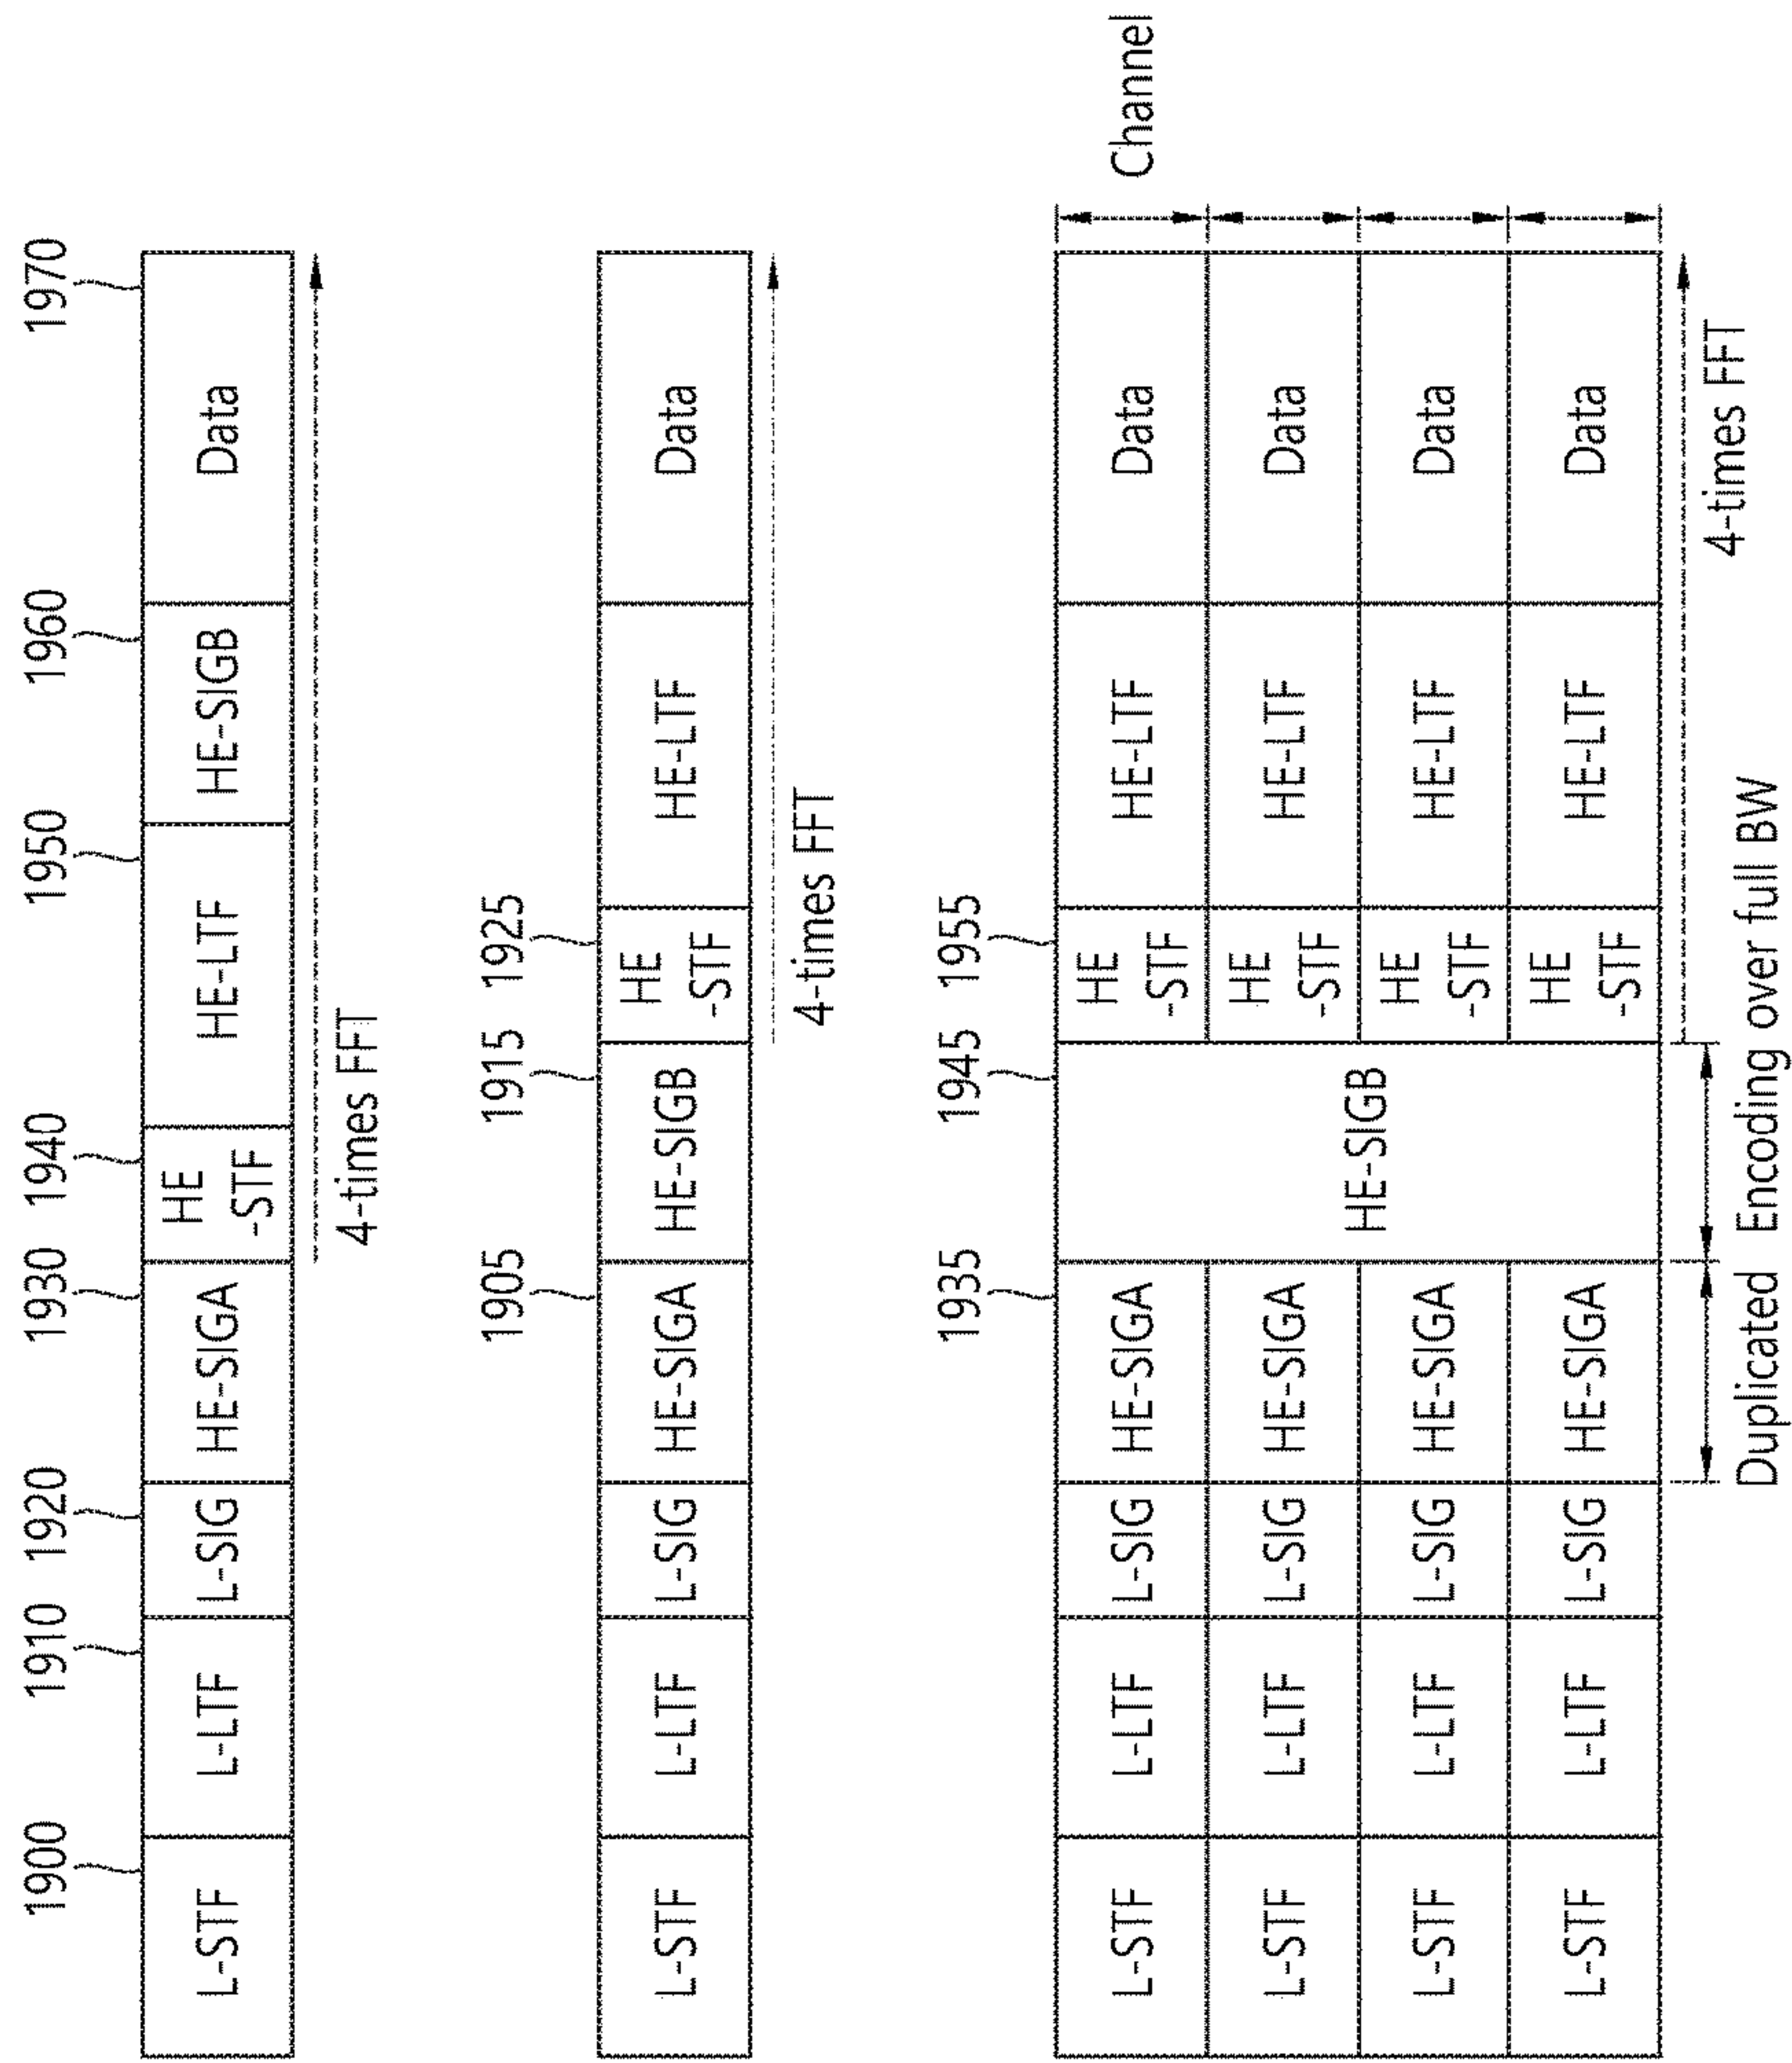 1900 1910 1920 1930 1940 1950 1960 1970
L-STF L-LTF L-SIG HE-SIGA HE -STF HE-LTF HE-SIGB Data
4-times FFT
1905 1915 1925
L-STF L-LTF L-SIG HE-SIGA HE-SIGB HE -STF HE-LTF Data
4-times FFT
1935 1945 1955
Channel
L-STF L-LTF L-SIG HE-SIGA HE -STF HE-LTF Data
L-STF L-LTF L-SIG HE-SIGA HE -STF HE-LTF Data
HE-SIGB
L-STF L-LTF L-SIG HE-SIGA HE -STF HE-LTF Data
L-STF L-LTF L-SIG HE-SIGA HE -STF HE-LTF Data
4-times FFT
Duplicated Encoding over full BW